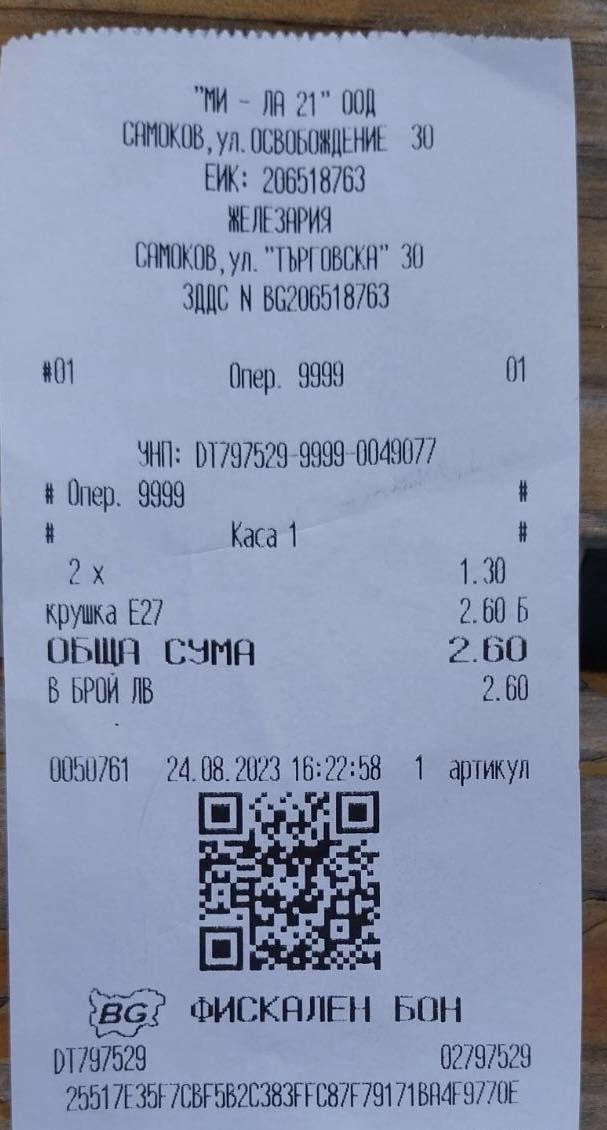 "МИ - ЛА 21" ООД
САМОКОВ,ул.ОСВОБОЖДЕНИЕ 30
ЕИК: 206518763
ЖЕЛЕЗАРИЯ
САМОКОВ,ул."ТЪРГОВСКА" 30
ЗДДС N BG206518763
#01 Опер. 9999 01
УНП: DT797529-9999-0049077
# Опер. 9999 #
# Каса 1 #
2 x 1.30
крушка E27 2.60 Б
ОБЩА СУМА 2.60
В БРОЙ ЛВ 2.60
0050761 24.08.2023 16:22:58 1 артикул
BG ФИСКАЛЕН БОН
DT797529 02797529
25517E35F7CBF5B2C383FFC87F79171BA4F9770E